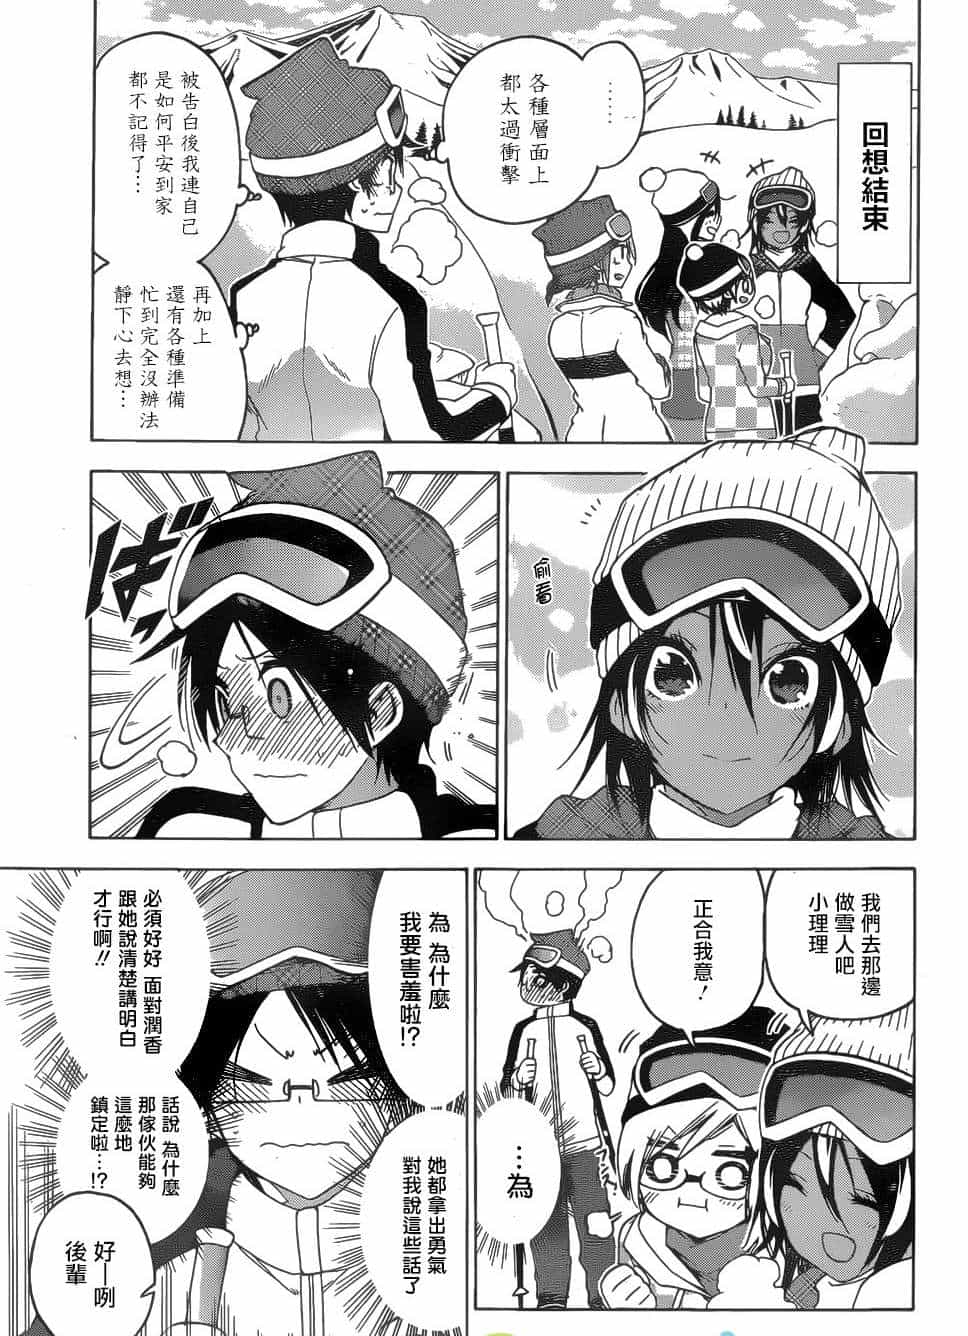 回想結束
……
各種層面上
都太過衝擊
被告白後我連自己
是如何平安到家
都不記得了…
再加上
還有各種準備
忙到完全沒辦法
靜下心去想…
偷看
ばっ
我們去那邊
做雪人吧
小理理
正合我意！
…為
為 為什麼
我要害羞啦!?
她都拿出勇氣
對我說這些話了
必須好好 面對潤香
跟她說清楚講明白
才行啊!!
話說 為什麼
那傢伙能夠
這麼地
鎮定啦…!?
好—咧
後輩